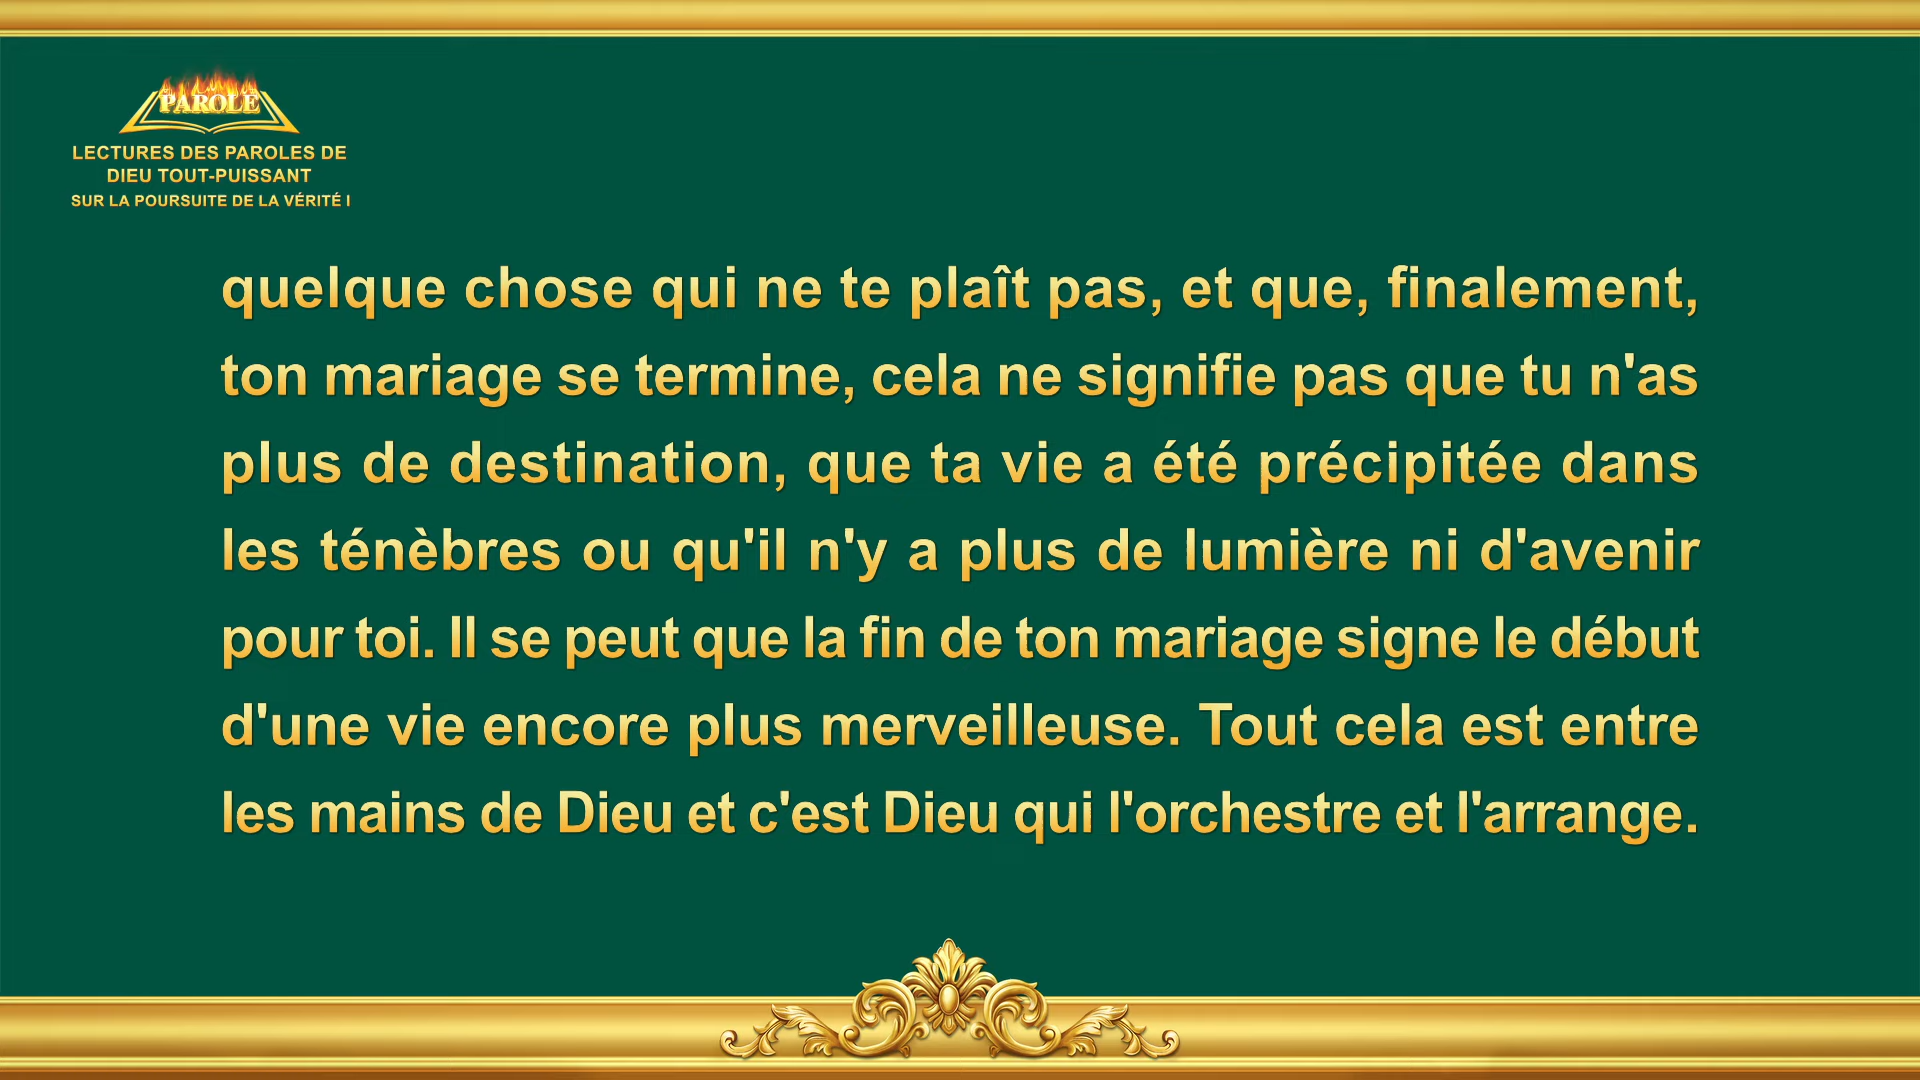 PAROLE
LECTURES DES PAROLES DE
DIEU TOUT-PUISSANT
SUR LA POURSUITE DE LA VÉRITÉ I
quelque chose qui ne te plaît pas, et que, finalement,
ton mariage se termine, cela ne signifie pas que tu n'as
plus de destination, que ta vie a été précipitée dans
les ténèbres ou qu'il n'y a plus de lumière ni d'avenir
pour toi. Il se peut que la fin de ton mariage signe le début
d'une vie encore plus merveilleuse. Tout cela est entre
les mains de Dieu et c'est Dieu qui l'orchestre et l'arrange.